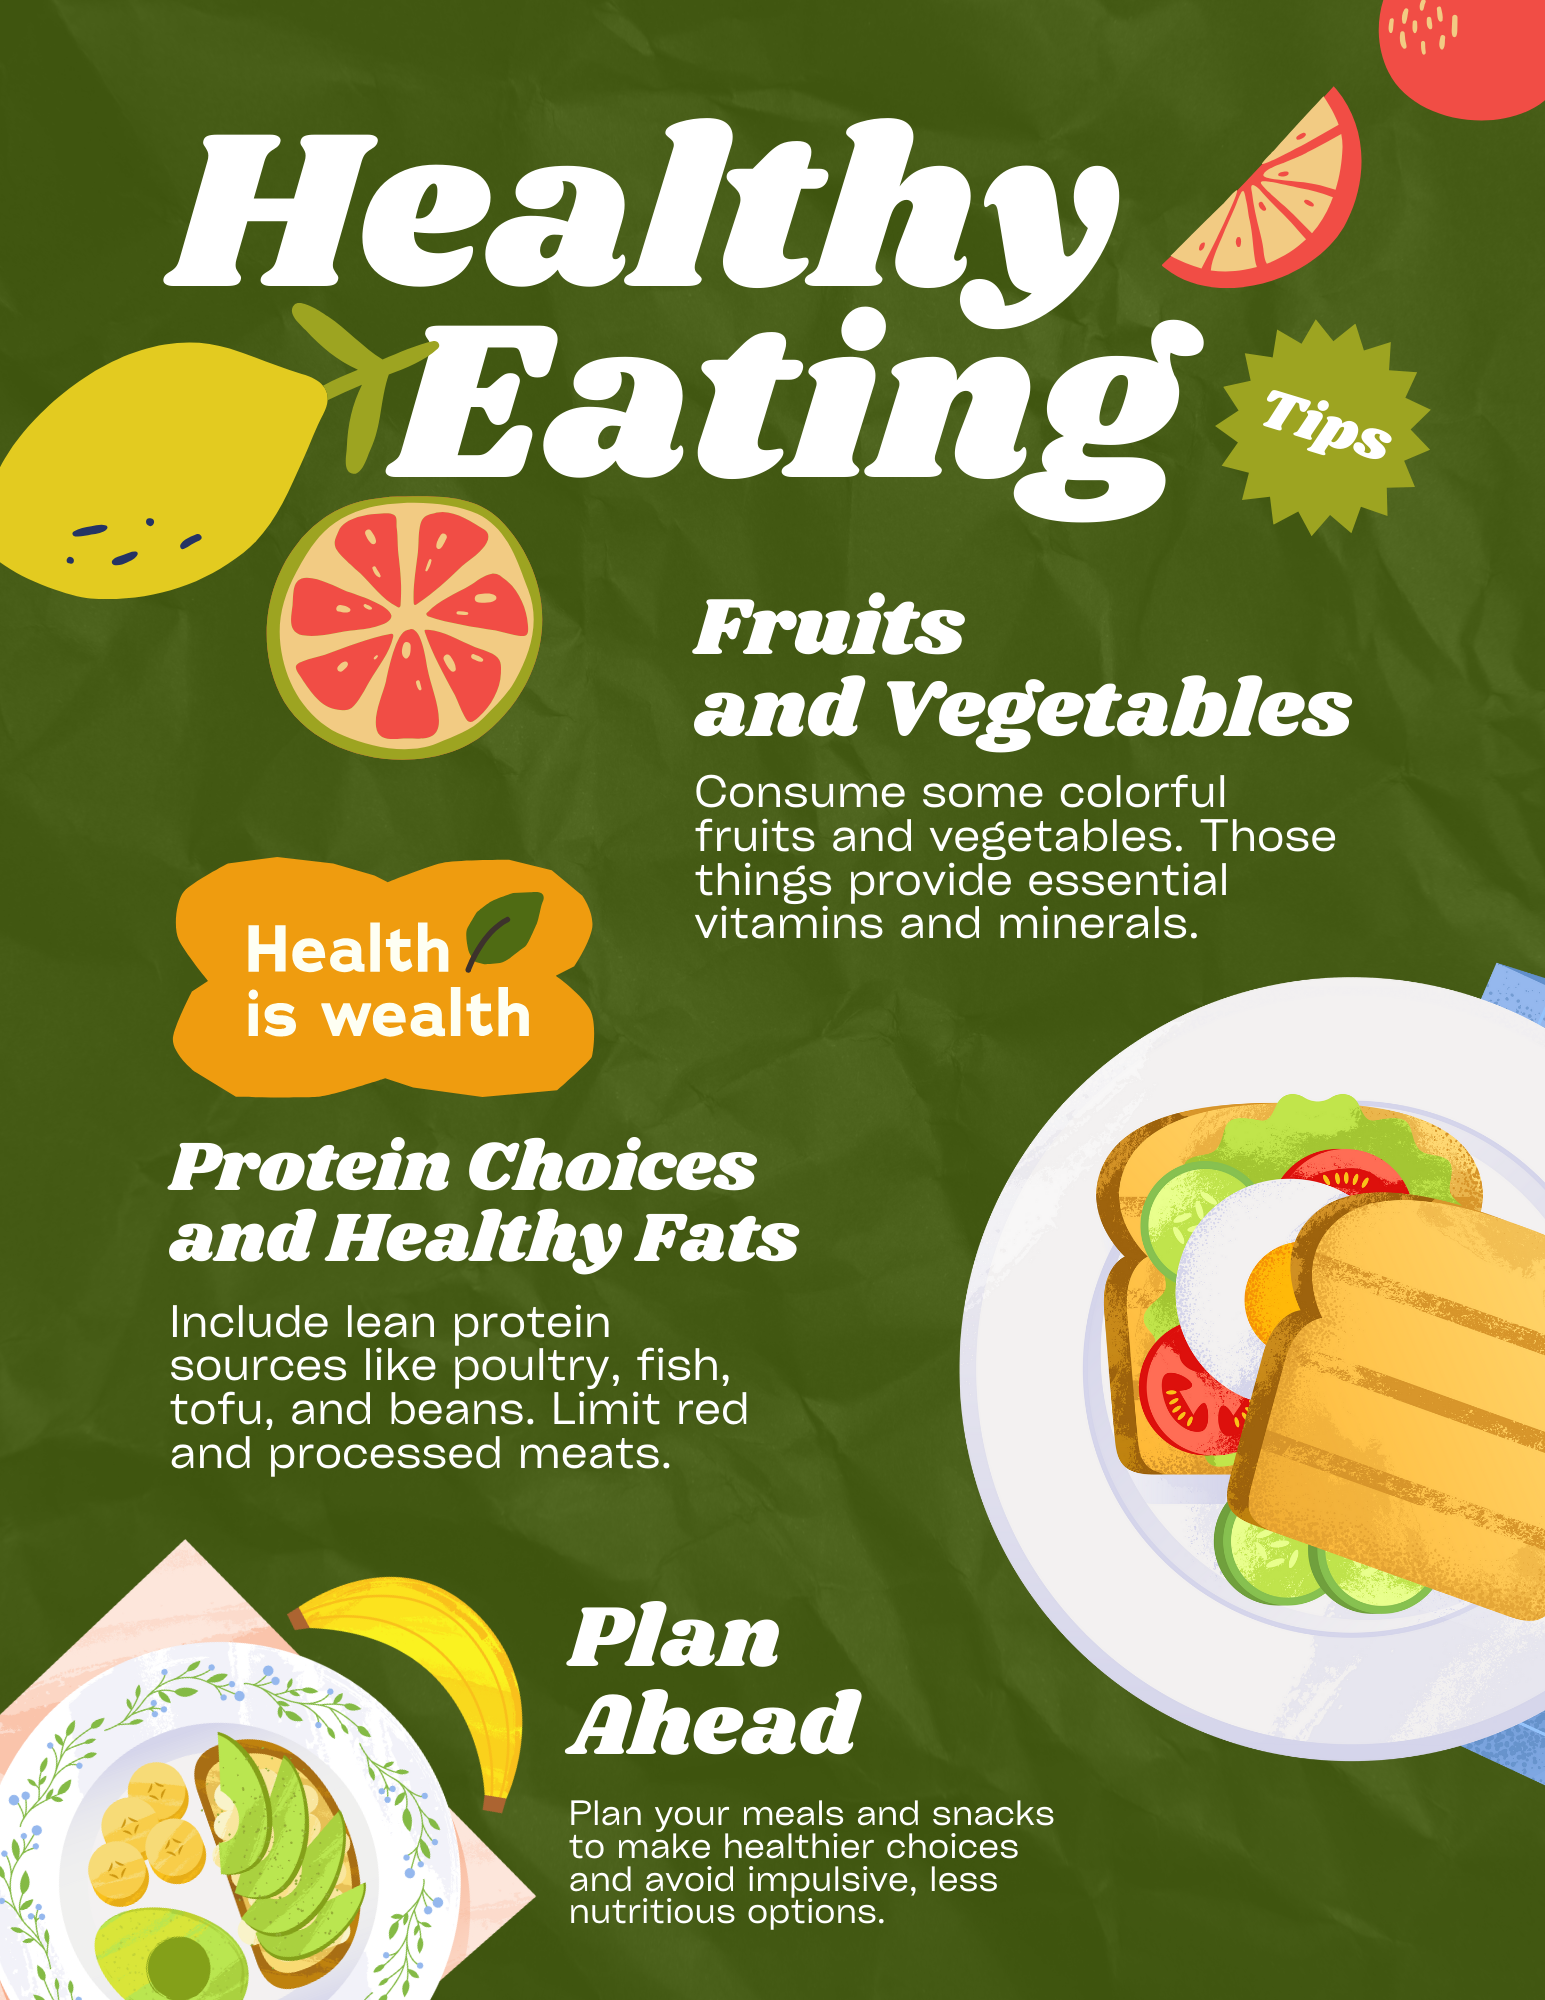 Healthy
Eating
Tips
Fruits
and Vegetables
Consume some colorful
fruits and vegetables. Those
things provide essential
vitamins and minerals.
Health
is wealth
Protein Choices
and Healthy Fats
Include lean protein
sources like poultry, fish,
tofu, and beans. Limit red
and processed meats.
Plan
Ahead
Plan your meals and snacks
to make healthier choices
and avoid impulsive, less
nutritious options.